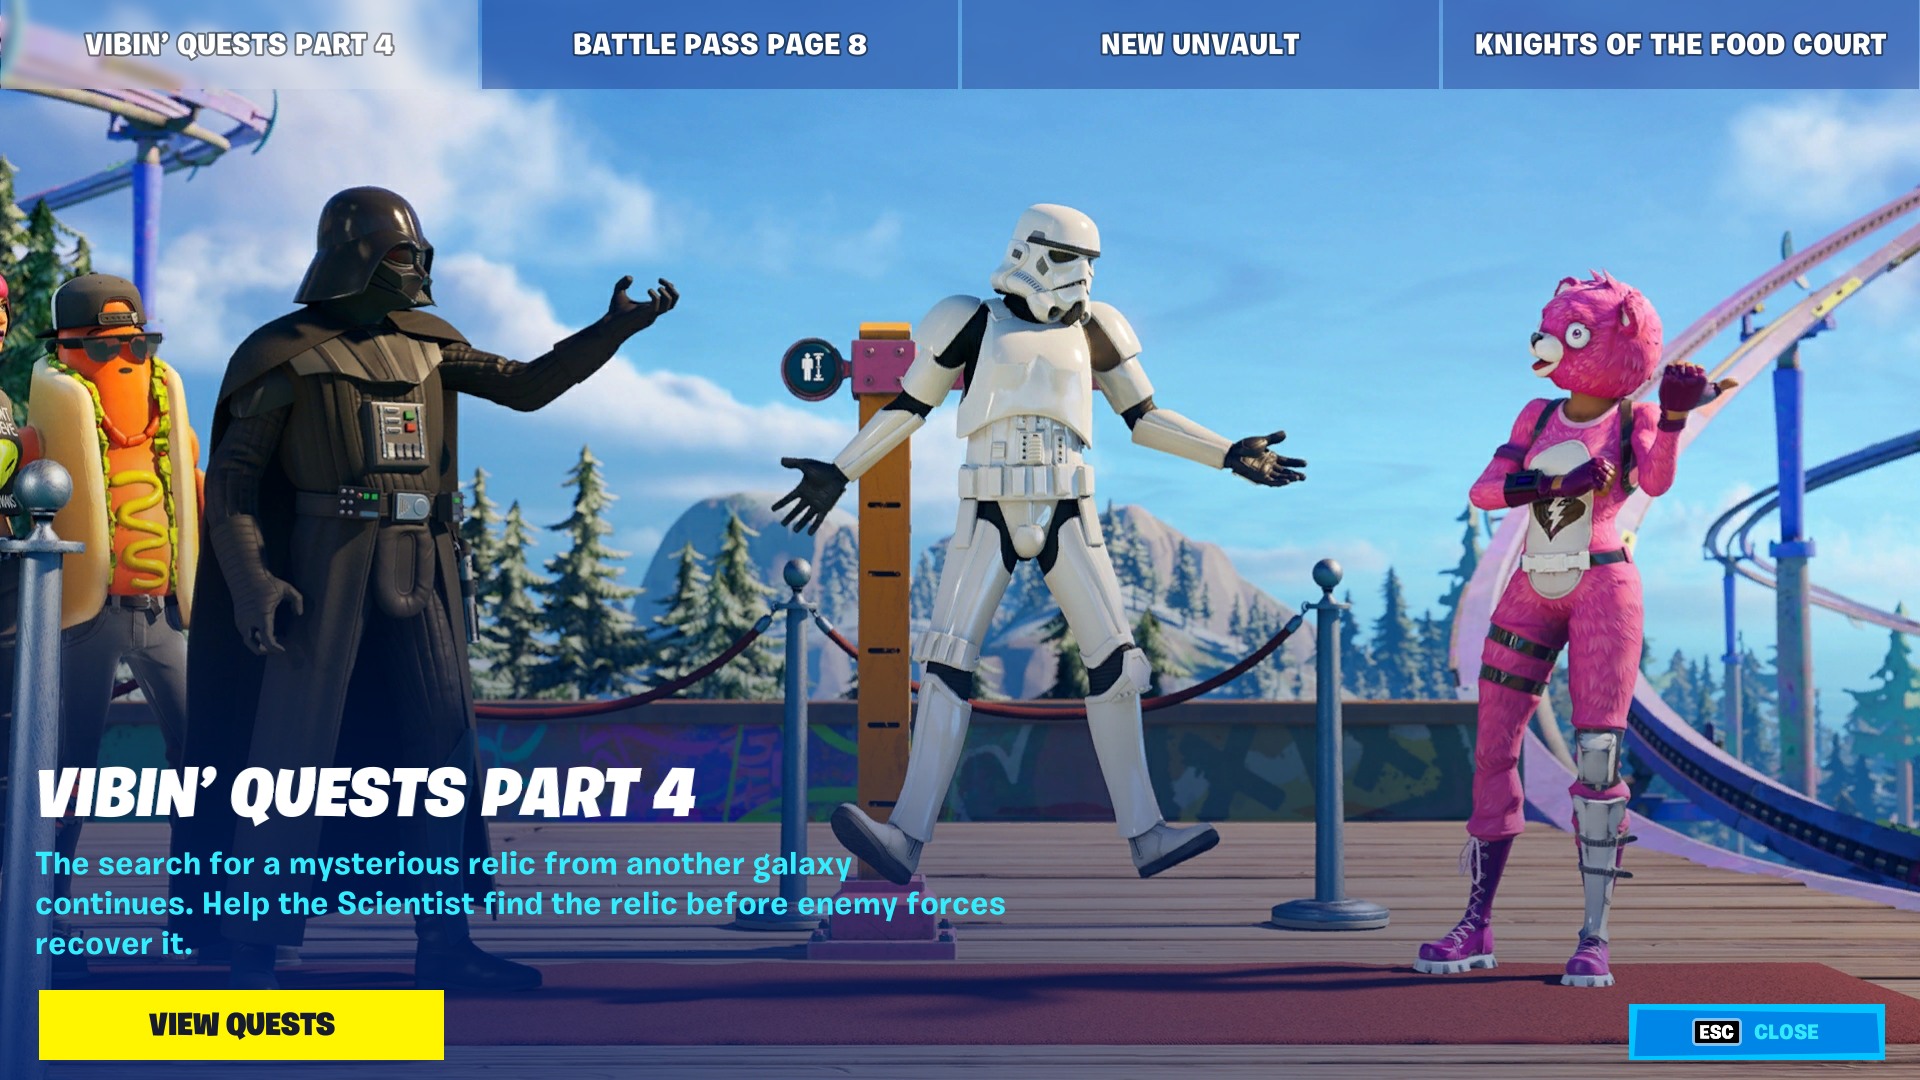 VIBIN' QUESTS PART 4
BATTLE PASS PAGE 8
NEW UNVAULT
KNIGHTS OF THE FOOD COURT
VIBIN' QUESTS PART 4
The search for a mysterious relic from another galaxy
continues. Help the Scientist find the relic before enemy forces
recover it.
VIEW QUESTS
ESC CLOSE